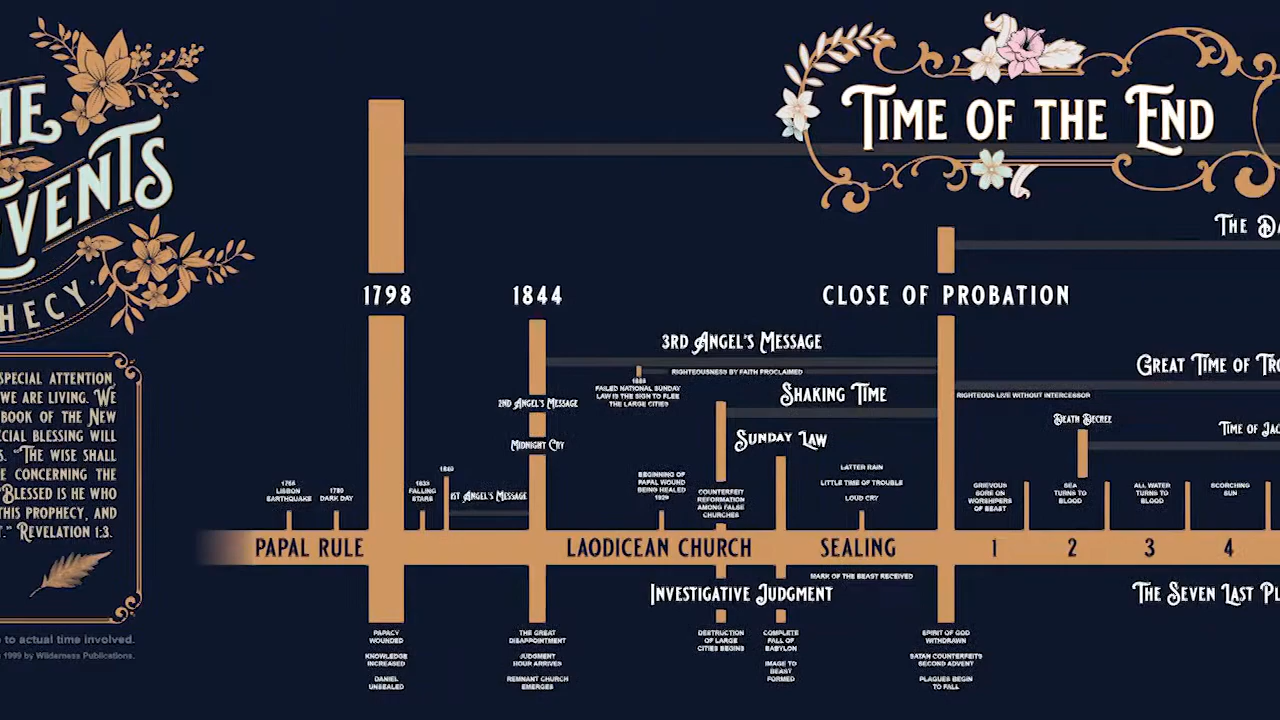 VENTS
HECY.
SPECIAL ATTENTION
WE ARE LIVING. WE
BOOK OF THE NEW
CIAL BLESSING WILL
S. "THE WISE SHALL
E CONCERNING THE
BLESSED IS HE WHO
THIS PROPHECY, AND
T." REVELATION 1:3.
to actual time involved.
1999 by Wilderness Publications.
TIME OF THE END
THE DA
1798
1844
CLOSE OF PROBATION
3RD ANGEL'S MESSAGE
RIGHTEOUSNESS BY FAITH PROCLAIMED
1888
FAILED NATIONAL SUNDAY
LAW IS THE SIGN TO FLEE
THE LARGE CITIES
SHAKING TIME
SUNDAY LAW
GREAT TIME OF TRO
RIGHTEOUS LIVE WITHOUT INTERCESSOR
DEATH DECREE
TIME OF JAC
2ND ANGEL'S MESSAGE
MIDNIGHT CRY
1755
LISBON
EARTHQUAKE
1780
DARK DAY
1833
FALLING
STARS
1840
1ST ANGEL'S MESSAGE
BEGINNING OF
PAPAL WOUND
BEING HEALED
1929
COUNTERFEIT
REFORMATION
AMONG FALSE
CHURCHES
LATTER RAIN
LITTLE TIME OF TROUBLE
LOUD CRY
GRIEVOUS
SORE ON
WORSHIPERS
OF BEAST
SEA
TURNS TO
BLOOD
ALL WATER
TURNS TO
BLOOD
SCORCHING
SUN
PAPAL RULE
LAODICEAN CHURCH
SEALING
1
2
3
4
MARK OF THE BEAST RECEIVED
INVESTIGATIVE JUDGMENT
THE SEVEN LAST PL
PAPACY
WOUNDED
KNOWLEDGE
INCREASED
DANIEL
UNSEALED
THE GREAT
DISAPPOINTMENT
JUDGMENT
HOUR ARRIVES
REMNANT CHURCH
EMERGES
DESTRUCTION
OF LARGE
CITIES BEGINS
COMPLETE
FALL OF
BABYLON
IMAGE TO
BEAST
FORMED
SPIRIT OF GOD
WITHDRAWN
SATAN COUNTERFEITS
SECOND ADVENT
PLAGUES BEGIN
TO FALL